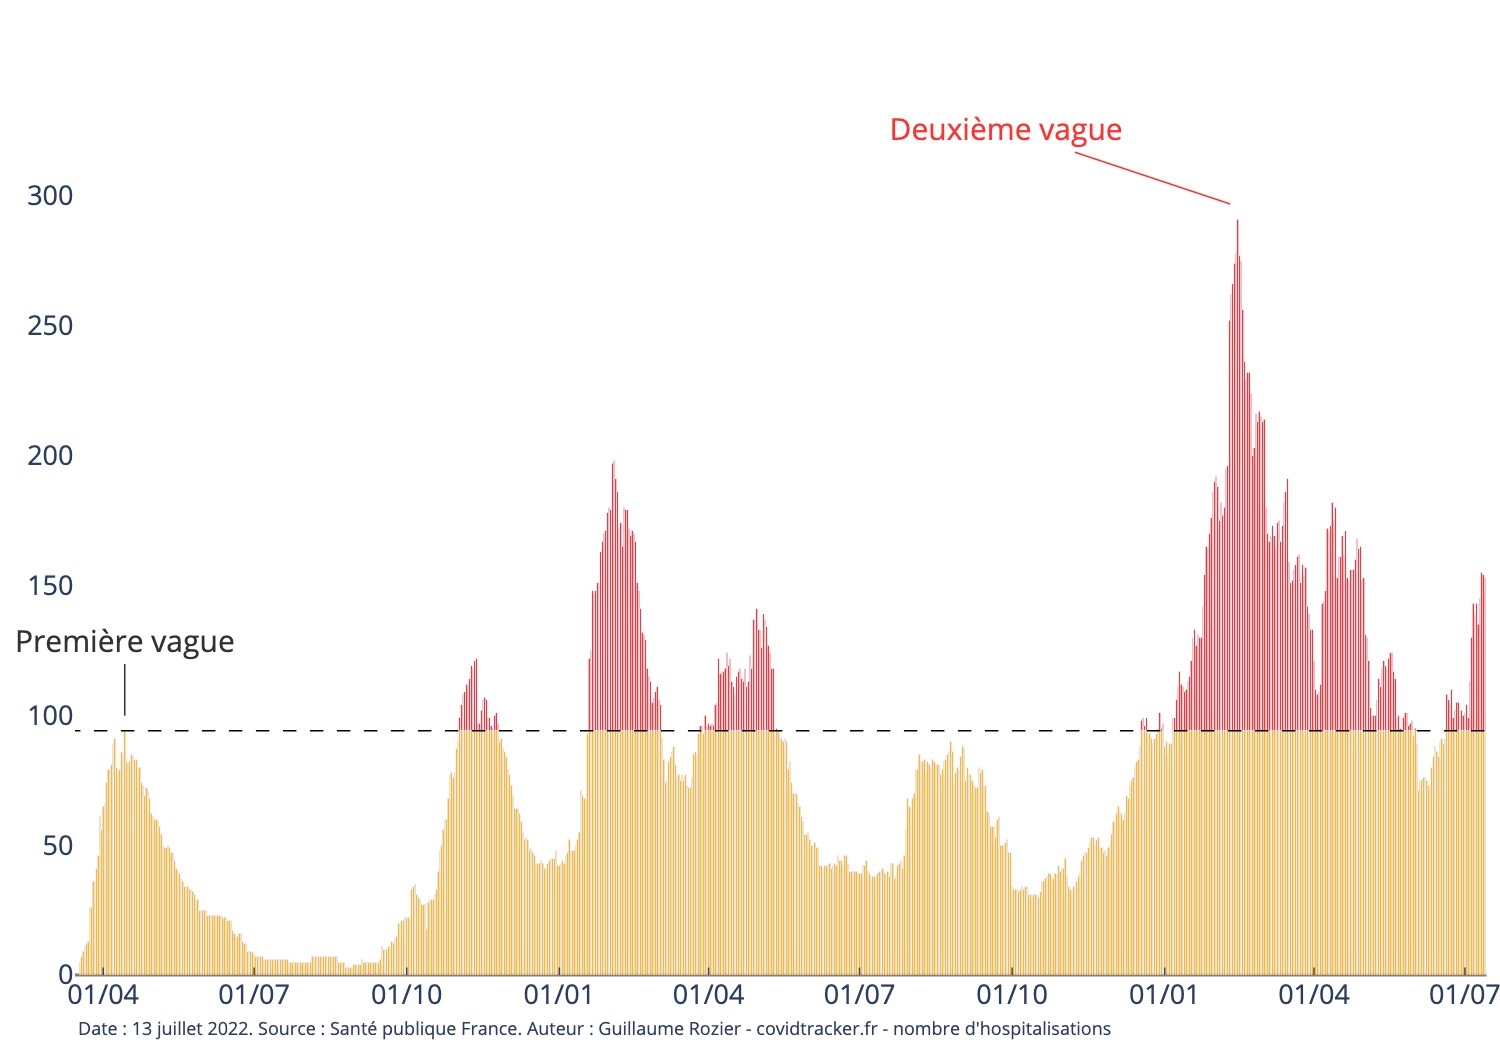 Deuxième vague
300
250
200
150
Première vague
100
50
0
01/04 01/07 01/10 01/01 01/04 01/07 01/10 01/01 01/04 01/07
Date : 13 juillet 2022. Source : Santé publique France. Auteur : Guillaume Rozier - covidtracker.fr - nombre d'hospitalisations